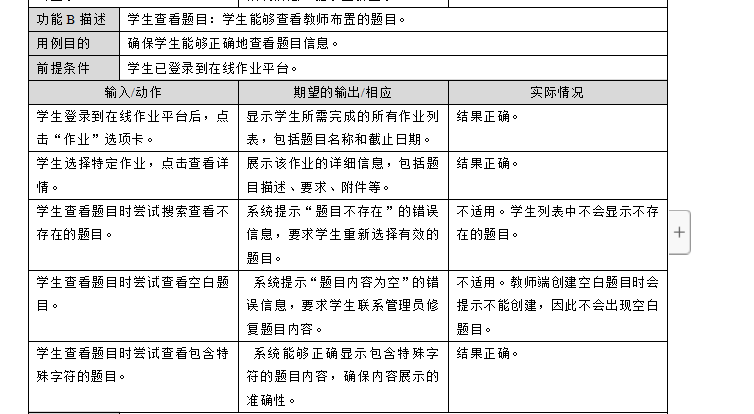 功能 B 描述 学生查看题目：学生能够查看教师布置的题目。
用例目的 确保学生能够正确地查看题目信息。
前提条件 学生已登录到在线作业平台。
输入/动作 期望的输出/相应 实际情况
学生登录到在线作业平台后，点
击“作业”选项卡。
显示学生所需完成的所有作业列
表，包括题目名称和截止日期。
结果正确。
学生选择特定作业，点击查看详
情。
展示该作业的详细信息，包括题
目描述、要求、附件等。
结果正确。
学生查看题目时尝试搜索查看不
存在的题目。
系统提示“题目不存在”的错误
信息，要求学生重新选择有效的
题目。
不适用。学生列表中不会显示不存
在的题目。
学生查看题目时尝试查看空白题
目。
系统提示“题目内容为空”的错
误信息，要求学生联系管理员修
复题目内容。
不适用。教师端创建空白题目时会
提示不能创建，因此不会出现空白
题目。
学生查看题目时尝试查看包含特
殊字符的题目。
系统能够正确显示包含特殊字
符的题目内容，确保内容展示的
准确性。
结果正确。